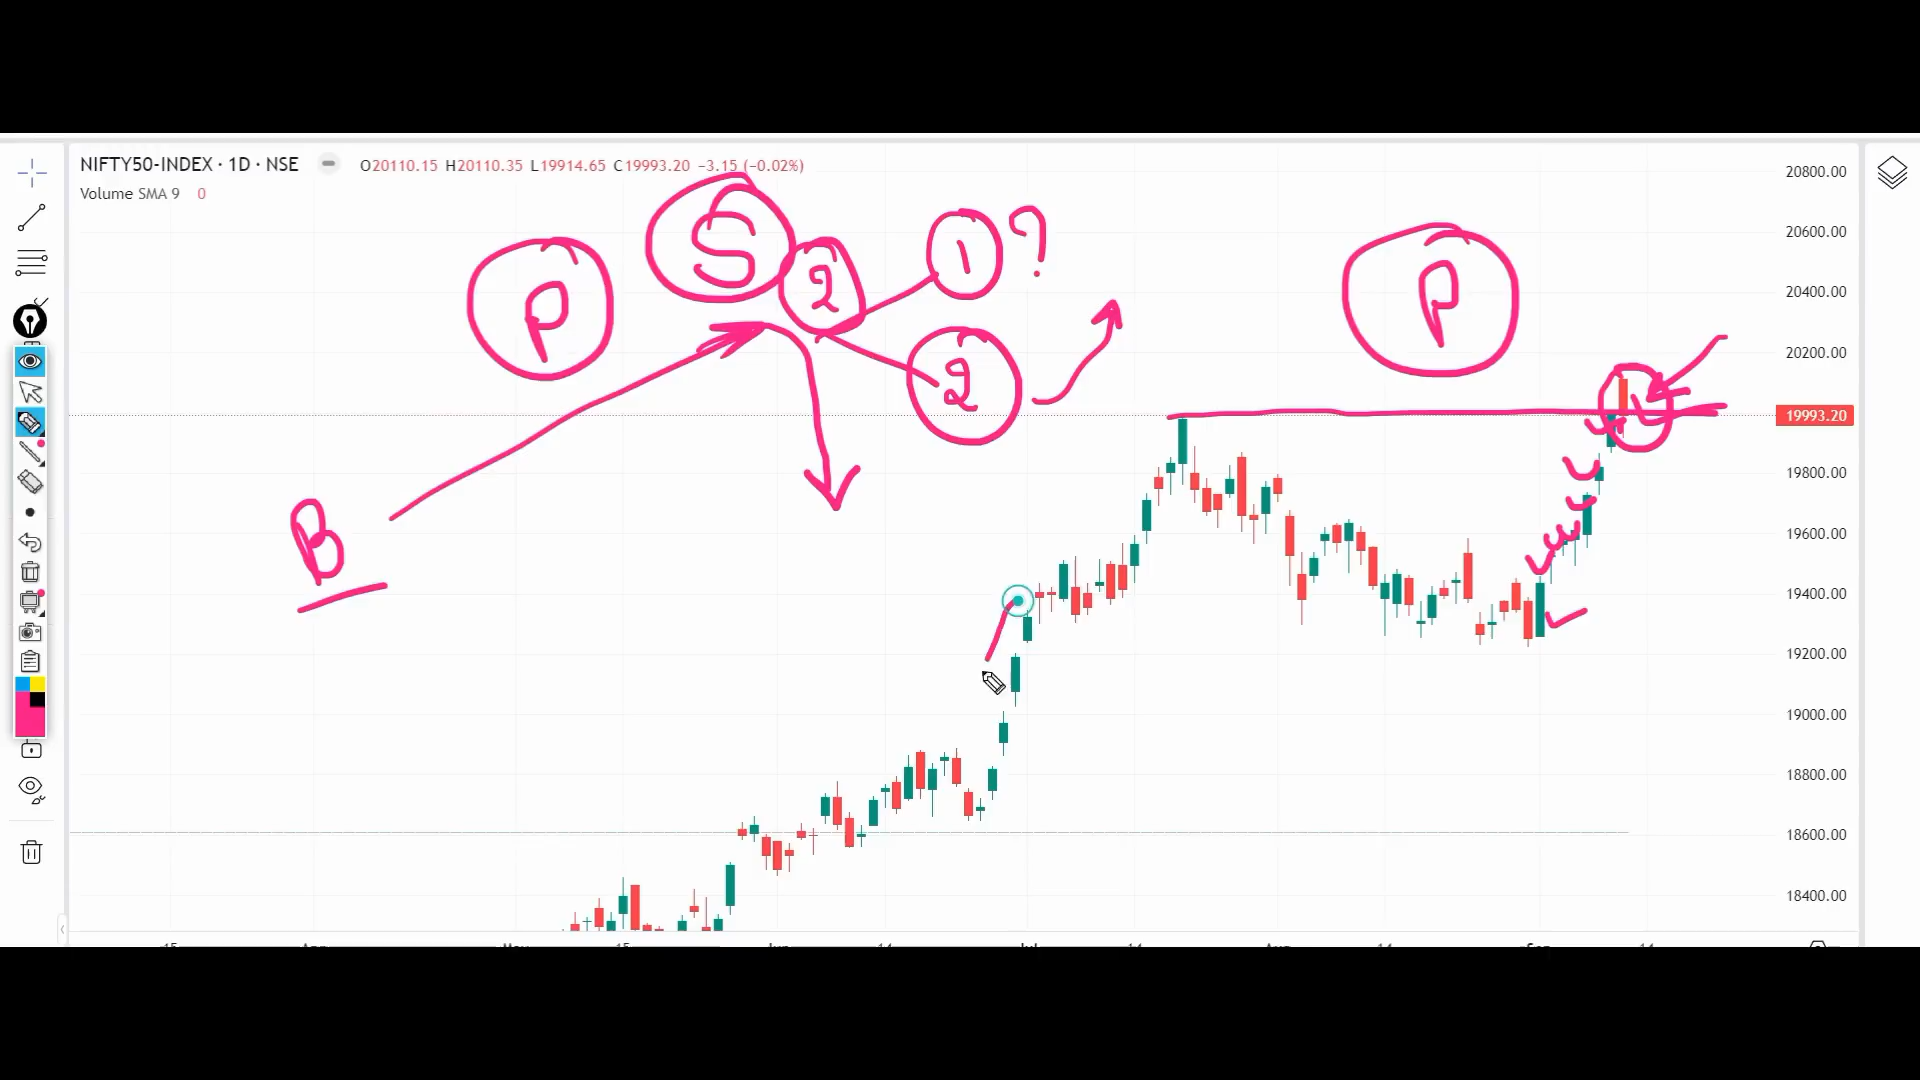 NIFTY50-INDEX · 1D · NSE O20110.15 H20110.35 L19914.65 C19993.20 −3.15 (−0.02%)
Volume SMA 9 0
20800.00
20600.00
20400.00
20200.00
19993.20
19800.00
19600.00
19400.00
19200.00
19000.00
18800.00
18600.00
18400.00
P
S
2
1 ?
2
P
B